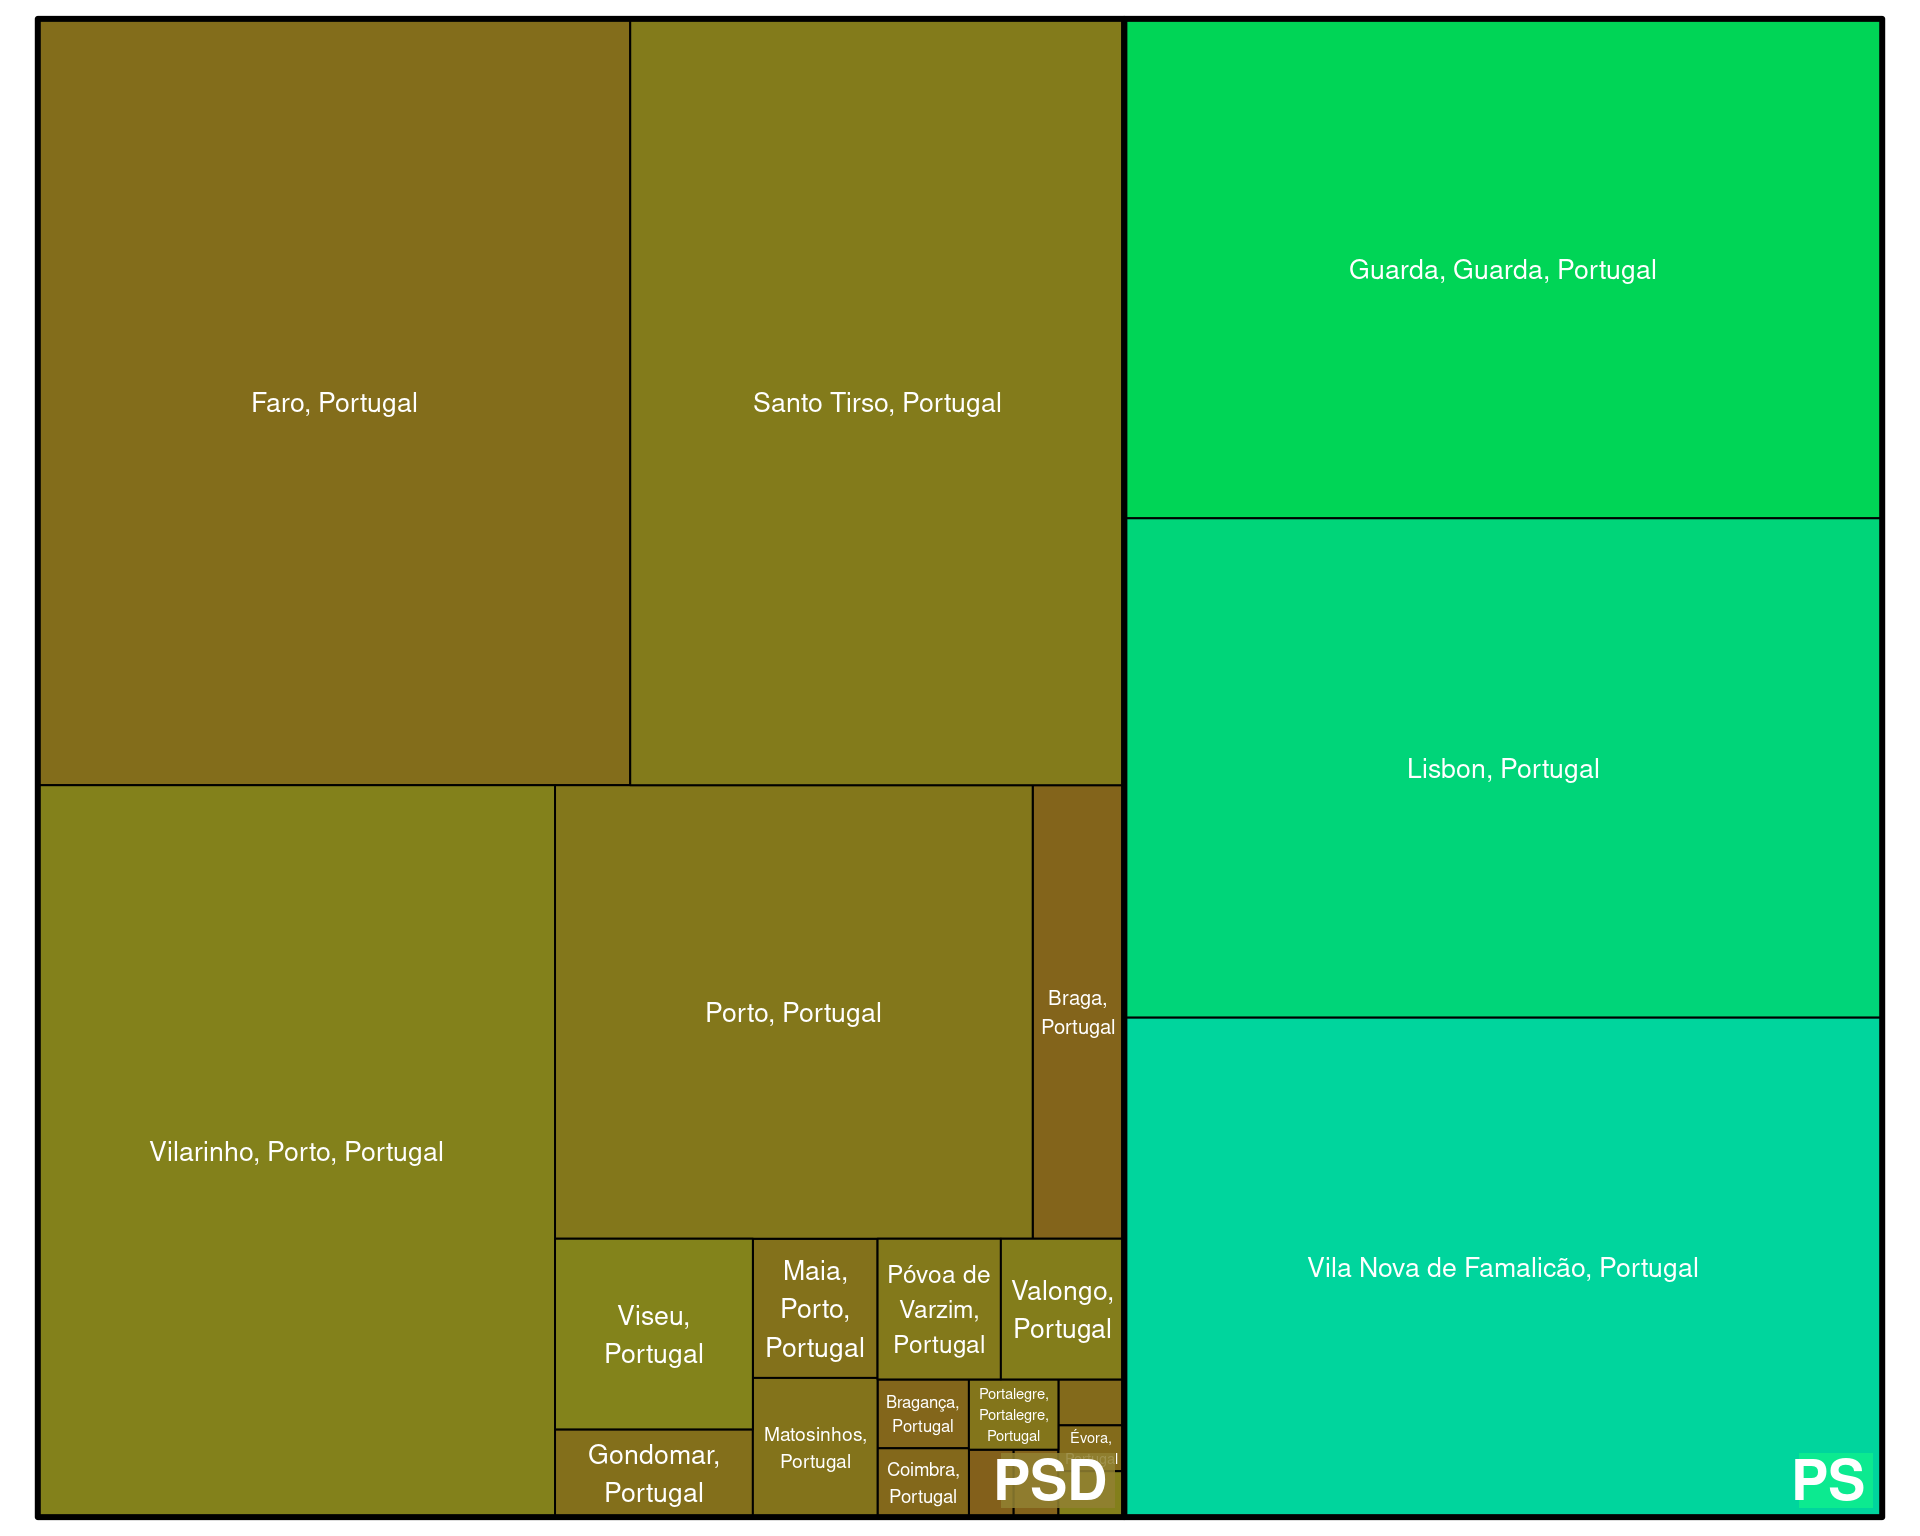 Faro, Portugal
Santo Tirso, Portugal
Guarda, Guarda, Portugal
Lisbon, Portugal
Vilarinho, Porto, Portugal
Porto, Portugal
Braga,
Portugal
Vila Nova de Famalicão, Portugal
Viseu,
Portugal
Maia,
Porto,
Portugal
Póvoa de
Varzim,
Portugal
Valongo,
Portugal
Gondomar,
Portugal
Matosinhos,
Portugal
Bragança,
Portugal
Portalegre,
Portalegre,
Portugal
Coimbra,
Portugal
Évora,
Portugal
PSD
PS